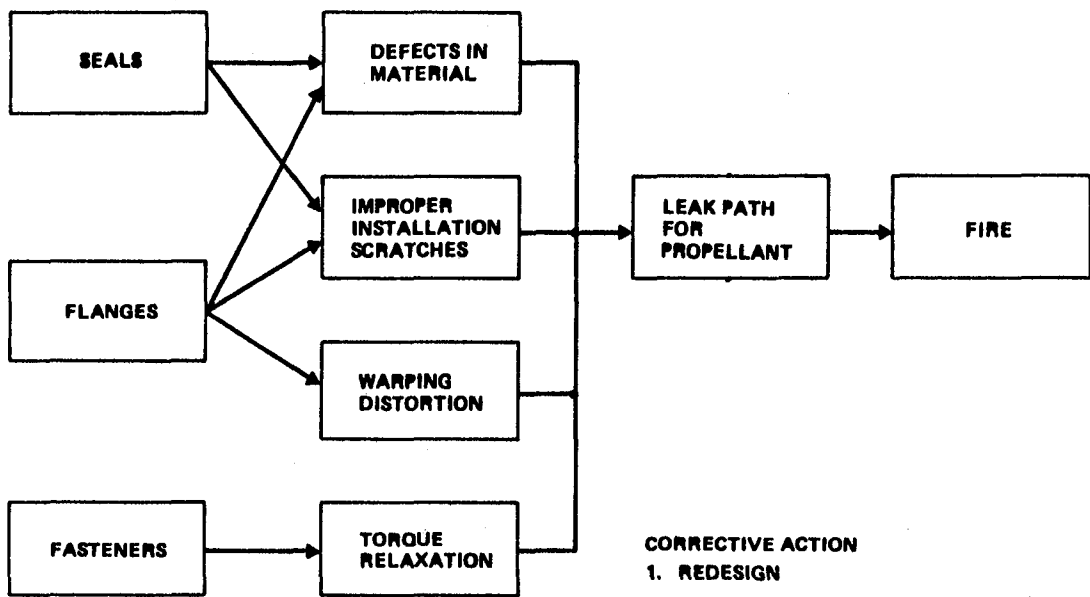 SEALS
DEFECTS IN
MATERIAL
IMPROPER
INSTALLATION
SCRATCHES
LEAK PATH
FOR
PROPELLANT
FIRE
FLANGES
WARPING
DISTORTION
FASTENERS
TORQUE
RELAXATION
CORRECTIVE ACTION
1. REDESIGN